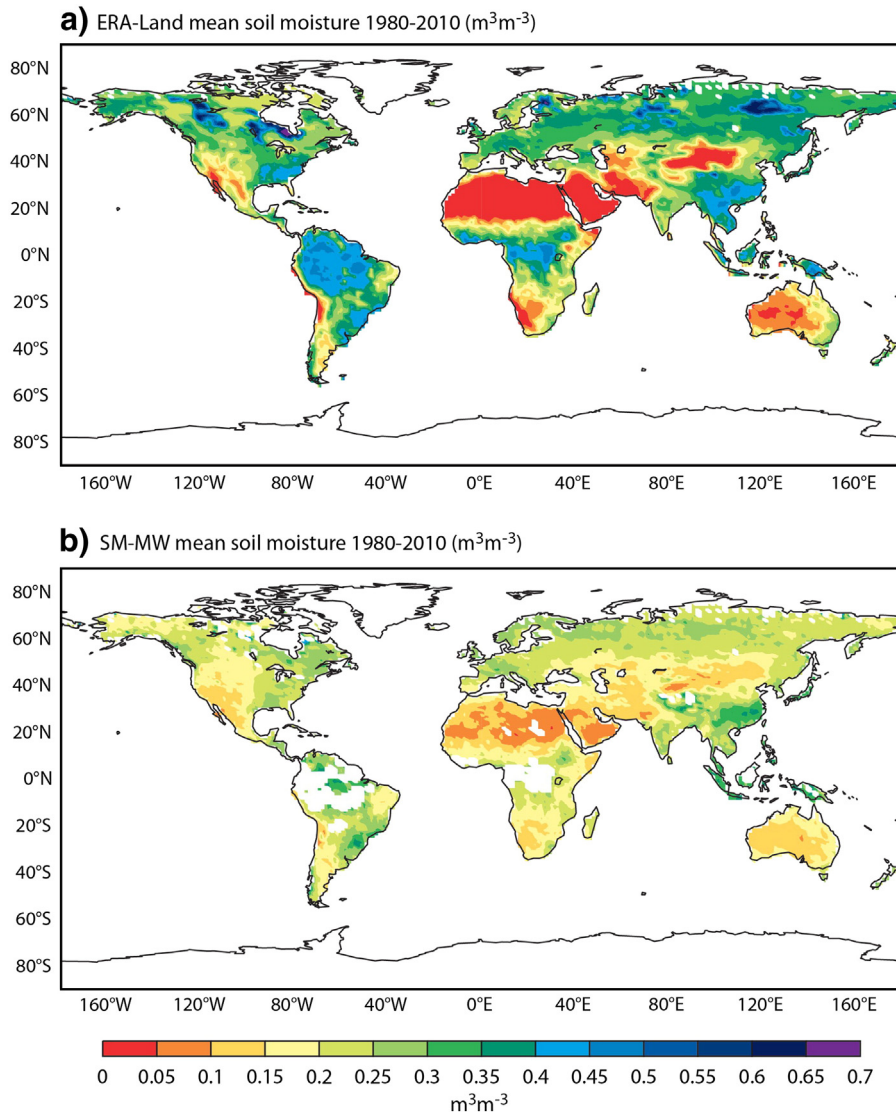 a) ERA-Land mean soil moisture 1980-2010 (m³m⁻³)
80°N
60°N
40°N
20°N
0°N
20°S
40°S
60°S
80°S
160°W 120°W 80°W 40°W 0°E 40°E 80°E 120°E 160°E
b) SM-MW mean soil moisture 1980-2010 (m³m⁻³)
80°N
60°N
40°N
20°N
0°N
20°S
40°S
60°S
80°S
160°W 120°W 80°W 40°W 0°E 40°E 80°E 120°E 160°E
0 0.05 0.1 0.15 0.2 0.25 0.3 0.35 0.4 0.45 0.5 0.55 0.6 0.65 0.7
m³m⁻³